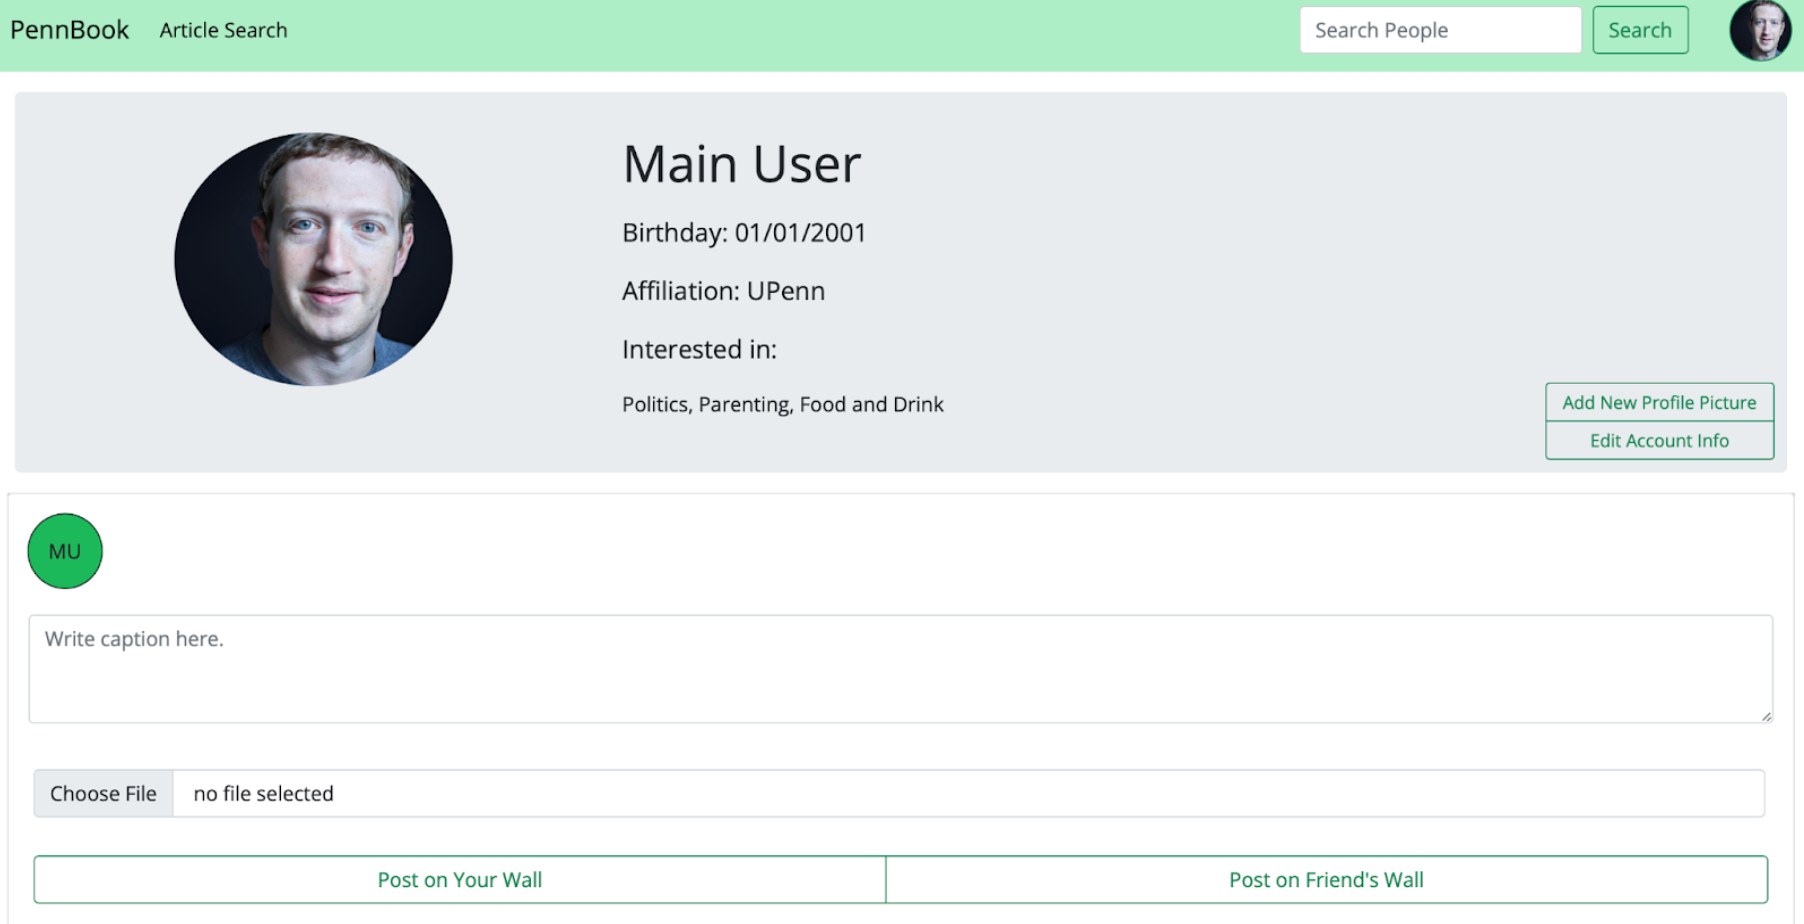 PennBook Article Search Search People Search
Main User
Birthday: 01/01/2001
Affiliation: UPenn
Interested in:
Politics, Parenting, Food and Drink
Add New Profile Picture
Edit Account Info
MU
Write caption here.
Choose File no file selected
Post on Your Wall Post on Friend's Wall